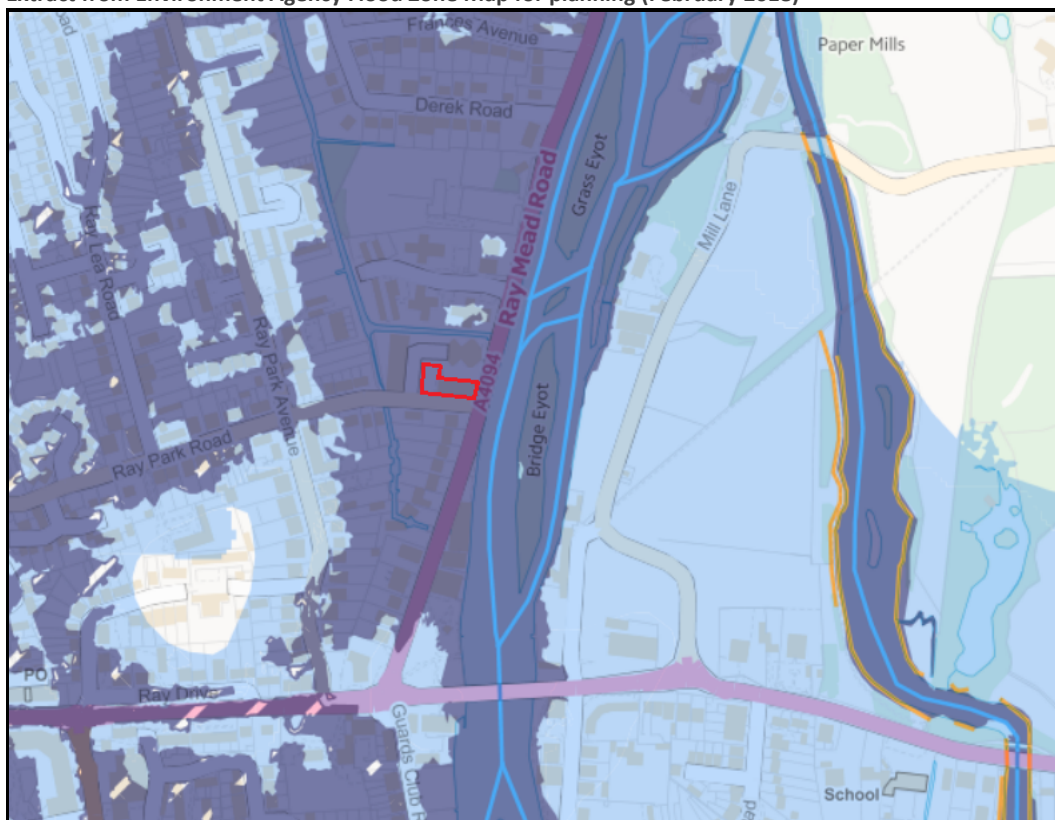 Frances Avenue
Paper Mills
Derek Road
Grass Eyot
Ray Mead Road
Mill Lane
Ray Lea Road
Ray Park Avenue
A4094
Bridge Eyot
Ray Park Road
PO
Ray Drive
Guards Club R
School